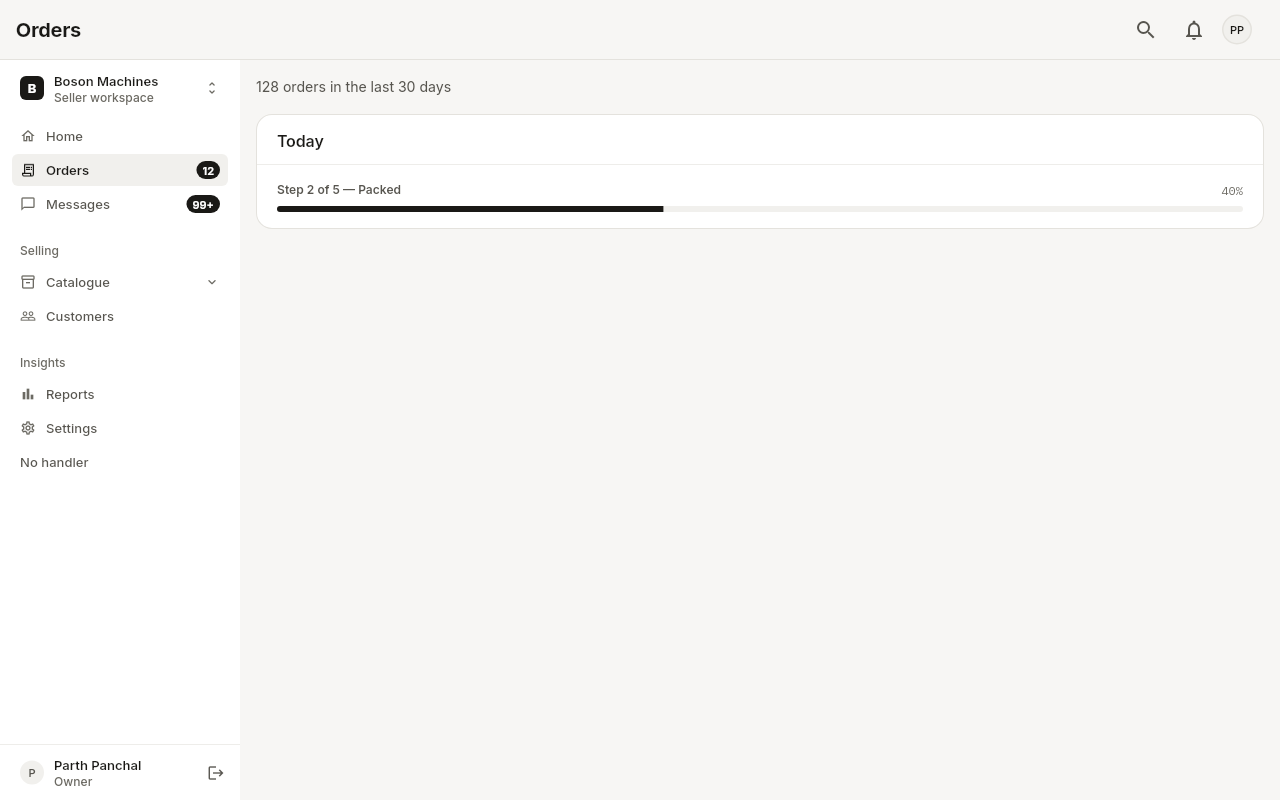 Orders
PP
B
Boson Machines
Seller workspace
Home
Orders
12
Messages
99+
Selling
Catalogue
Customers
Insights
Reports
Settings
No handler
P
Parth Panchal
Owner
128 orders in the last 30 days
Today
Step 2 of 5 — Packed
40%